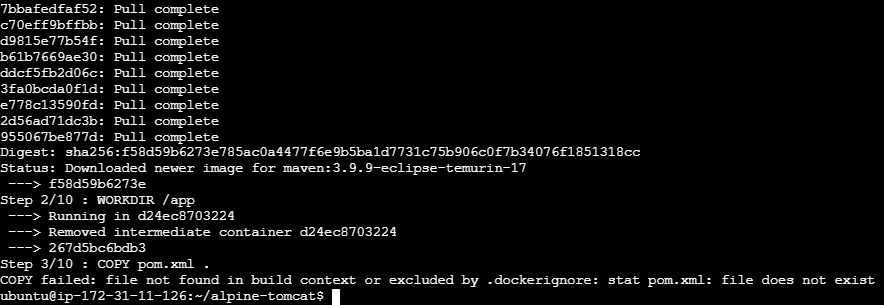 7bbafedfaf52: Pull complete
c70eff9bffbb: Pull complete
d9815e77b54f: Pull complete
b61b7669ae30: Pull complete
ddcf5fb2d06c: Pull complete
3fa0bcda0f1d: Pull complete
e778c13590fd: Pull complete
2d56ad71dc3b: Pull complete
955067be877d: Pull complete
Digest: sha256:f58d59b6273e785ac0a4477f6e9b5ba1d7731c75b906c0f7b34076f1851318cc
Status: Downloaded newer image for maven:3.9.9-eclipse-temurin-17
 ---> f58d59b6273e
Step 2/10 : WORKDIR /app
 ---> Running in d24ec8703224
 ---> Removed intermediate container d24ec8703224
 ---> 267d5bc6bdb3
Step 3/10 : COPY pom.xml .
COPY failed: file not found in build context or excluded by .dockerignore: stat pom.xml: file does not exist
ubuntu@ip-172-31-11-126:~/alpine-tomcat$